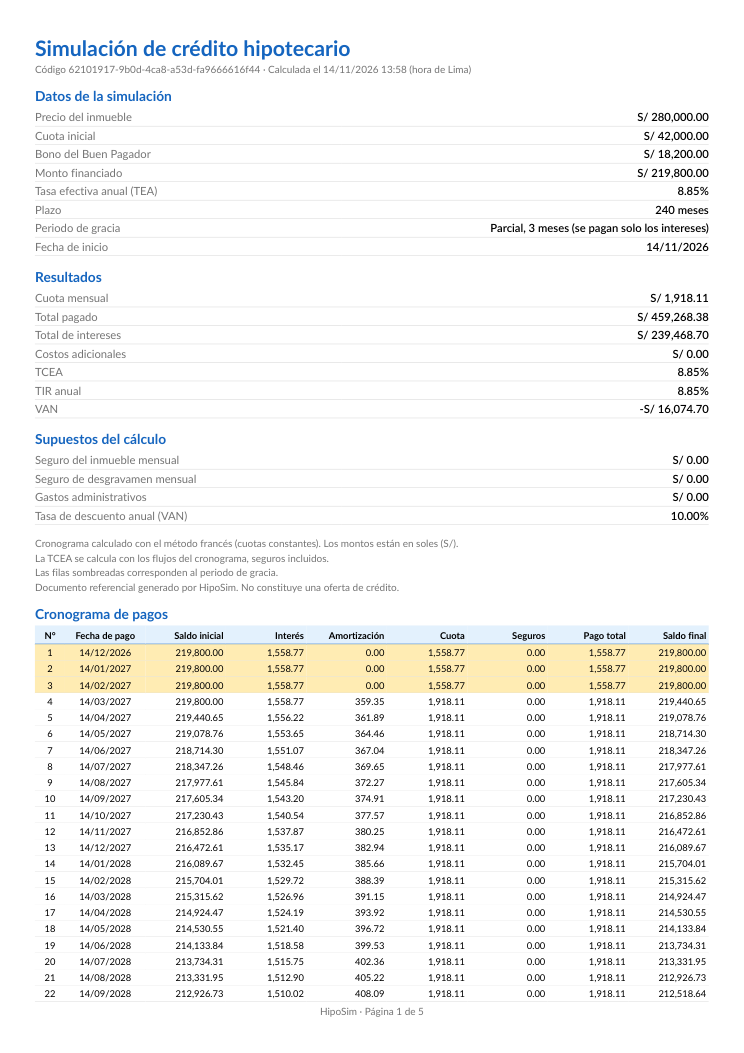 Simulación de crédito hipotecario
Código 62101917-9b0d-4ca8-a53d-fa9666616f44 · Calculada el 14/11/2026 13:58 (hora de Lima)
Datos de la simulación
Precio del inmueble S/ 280,000.00
Cuota inicial S/ 42,000.00
Bono del Buen Pagador S/ 18,200.00
Monto financiado S/ 219,800.00
Tasa efectiva anual (TEA) 8.85%
Plazo 240 meses
Periodo de gracia Parcial, 3 meses (se pagan solo los intereses)
Fecha de inicio 14/11/2026
Resultados
Cuota mensual S/ 1,918.11
Total pagado S/ 459,268.38
Total de intereses S/ 239,468.70
Costos adicionales S/ 0.00
TCEA 8.85%
TIR anual 8.85%
VAN -S/ 16,074.70
Supuestos del cálculo
Seguro del inmueble mensual S/ 0.00
Seguro de desgravamen mensual S/ 0.00
Gastos administrativos S/ 0.00
Tasa de descuento anual (VAN) 10.00%
Cronograma calculado con el método francés (cuotas constantes). Los montos están en soles (S/).
La TCEA se calcula con los flujos del cronograma, seguros incluidos.
Las filas sombreadas corresponden al periodo de gracia.
Documento referencial generado por HipoSim. No constituye una oferta de crédito.
Cronograma de pagos
N° Fecha de pago Saldo inicial Interés Amortización Cuota Seguros Pago total Saldo final
1 14/12/2026 219,800.00 1,558.77 0.00 1,558.77 0.00 1,558.77 219,800.00
2 14/01/2027 219,800.00 1,558.77 0.00 1,558.77 0.00 1,558.77 219,800.00
3 14/02/2027 219,800.00 1,558.77 0.00 1,558.77 0.00 1,558.77 219,800.00
4 14/03/2027 219,800.00 1,558.77 359.35 1,918.11 0.00 1,918.11 219,440.65
5 14/04/2027 219,440.65 1,556.22 361.89 1,918.11 0.00 1,918.11 219,078.76
6 14/05/2027 219,078.76 1,553.65 364.46 1,918.11 0.00 1,918.11 218,714.30
7 14/06/2027 218,714.30 1,551.07 367.04 1,918.11 0.00 1,918.11 218,347.26
8 14/07/2027 218,347.26 1,548.46 369.65 1,918.11 0.00 1,918.11 217,977.61
9 14/08/2027 217,977.61 1,545.84 372.27 1,918.11 0.00 1,918.11 217,605.34
10 14/09/2027 217,605.34 1,543.20 374.91 1,918.11 0.00 1,918.11 217,230.43
11 14/10/2027 217,230.43 1,540.54 377.57 1,918.11 0.00 1,918.11 216,852.86
12 14/11/2027 216,852.86 1,537.87 380.25 1,918.11 0.00 1,918.11 216,472.61
13 14/12/2027 216,472.61 1,535.17 382.94 1,918.11 0.00 1,918.11 216,089.67
14 14/01/2028 216,089.67 1,532.45 385.66 1,918.11 0.00 1,918.11 215,704.01
15 14/02/2028 215,704.01 1,529.72 388.39 1,918.11 0.00 1,918.11 215,315.62
16 14/03/2028 215,315.62 1,526.96 391.15 1,918.11 0.00 1,918.11 214,924.47
17 14/04/2028 214,924.47 1,524.19 393.92 1,918.11 0.00 1,918.11 214,530.55
18 14/05/2028 214,530.55 1,521.40 396.72 1,918.11 0.00 1,918.11 214,133.84
19 14/06/2028 214,133.84 1,518.58 399.53 1,918.11 0.00 1,918.11 213,734.31
20 14/07/2028 213,734.31 1,515.75 402.36 1,918.11 0.00 1,918.11 213,331.95
21 14/08/2028 213,331.95 1,512.90 405.22 1,918.11 0.00 1,918.11 212,926.73
22 14/09/2028 212,926.73 1,510.02 408.09 1,918.11 0.00 1,918.11 212,518.64
HipoSim · Página 1 de 5